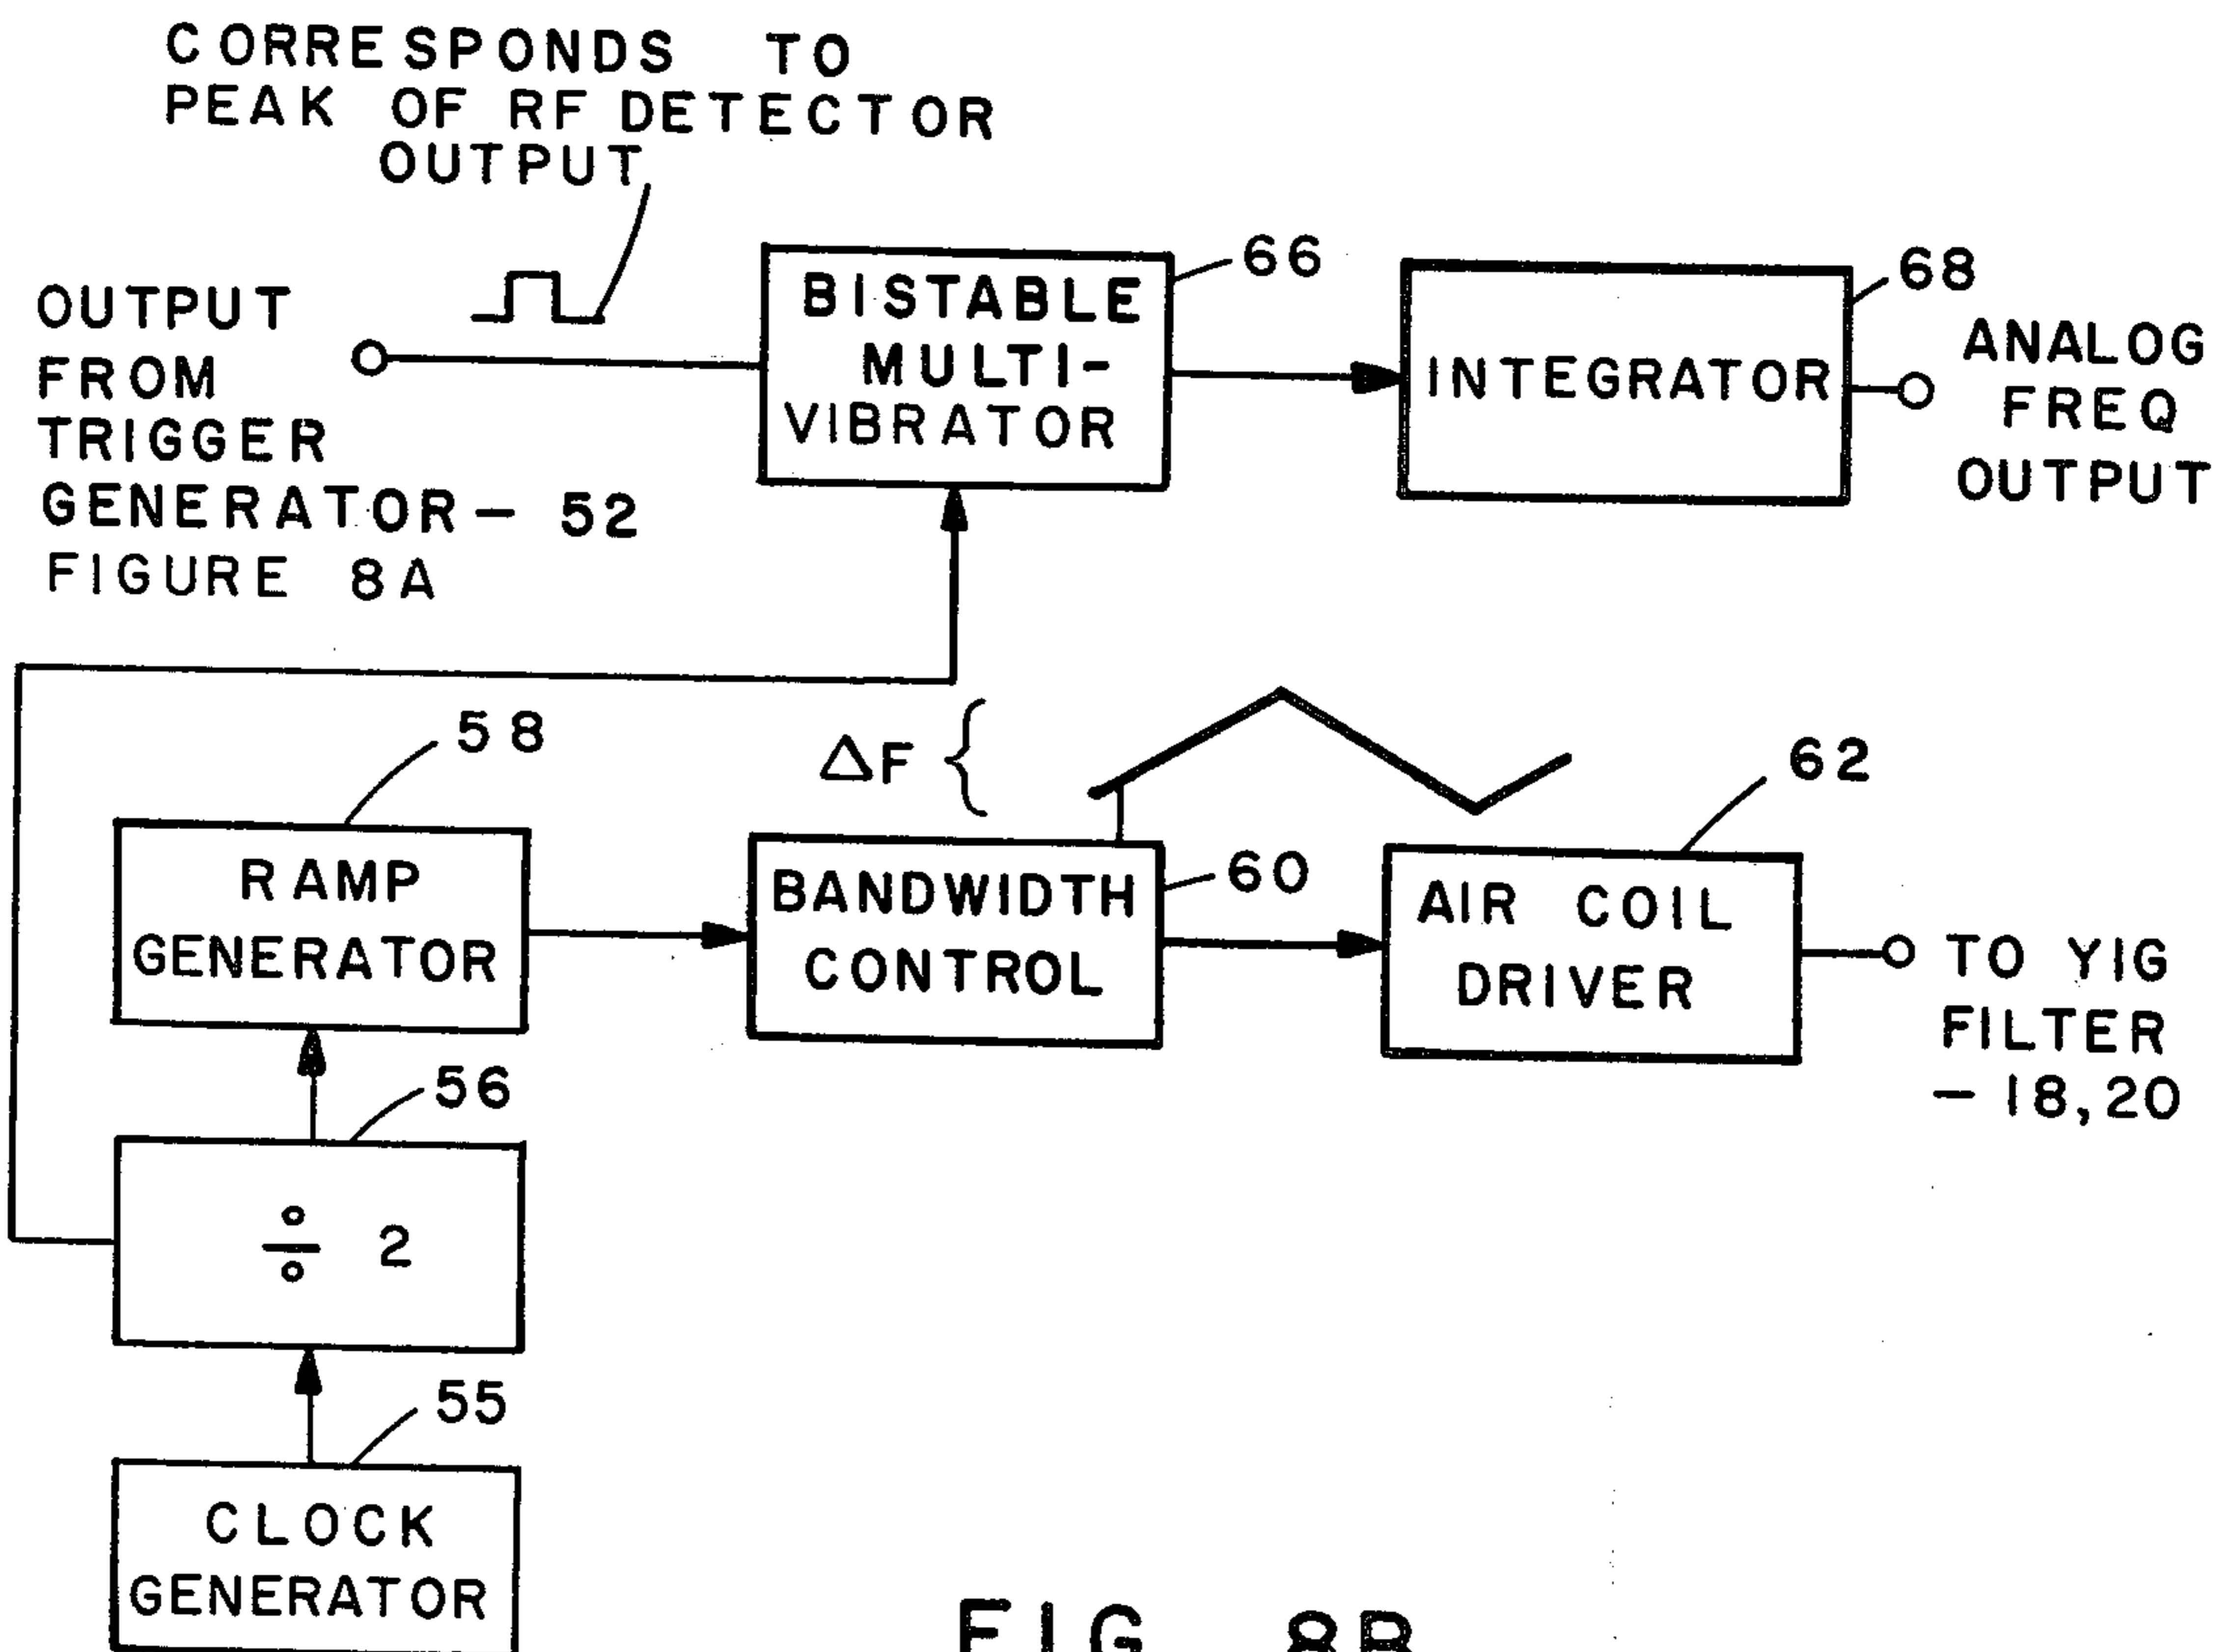 CORRESPONDS TO
PEAK OF RF DETECTOR
OUTPUT
OUTPUT
FROM
TRIGGER
GENERATOR- 52
FIGURE 8A
BISTABLE
MULTI-
VIBRATOR
66
INTEGRATOR
68
ANALOG
FREQ
OUTPUT
58
RAMP
GENERATOR
ΔF
BANDWIDTH
CONTROL
60
62
AIR COIL
DRIVER
TO YIG
FILTER
- 18,20
56
÷ 2
55
CLOCK
GENERATOR
FIG 8B